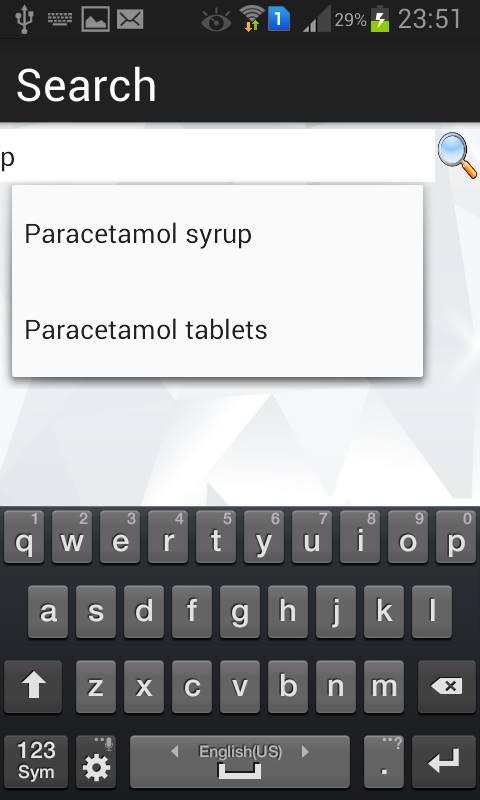 1 29% 23:51
Search
p
Paracetamol syrup
Paracetamol tablets
1 2 3 4 5 6 7 8 9 0
q w e r t y u i o p
a s d f g h j k l
z x c v b n m
123 English(US) ...?
Sym .